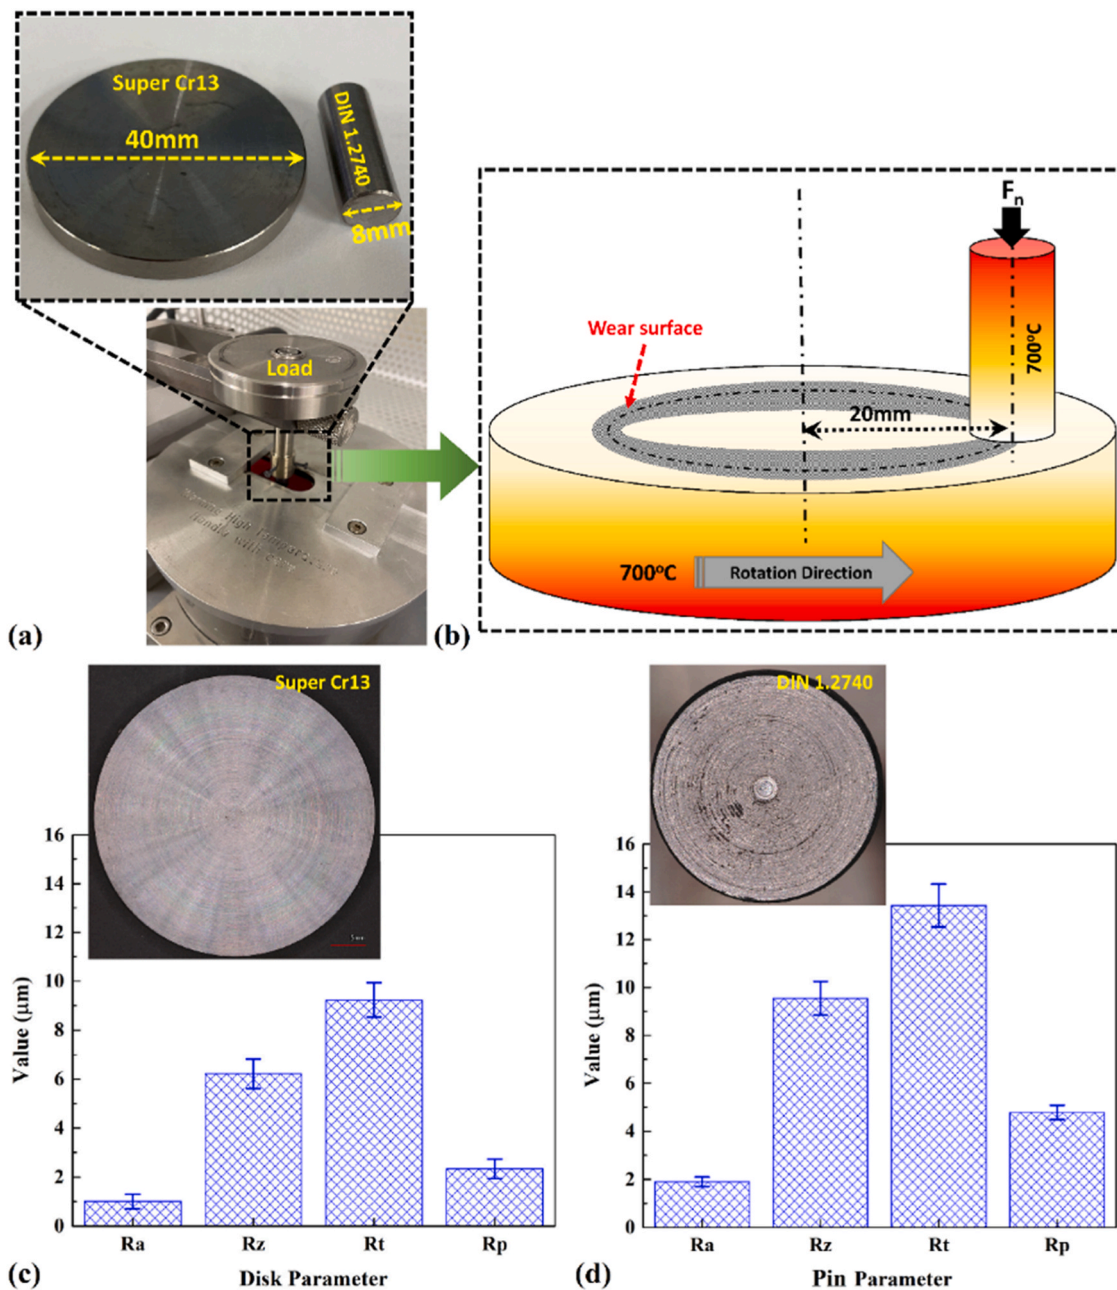 Super Cr13
40mm
DIN 1.2740
8mm
Load
(a)
Fn
Wear surface
700°C
20mm
700°C
Rotation Direction
(b)
Super Cr13
16
14
12
10
8
6
4
2
0
Value (μm)
Ra Rz Rt Rp
Disk Parameter
(c)
DIN 1.2740
16
14
12
10
8
6
4
2
0
Value (μm)
Ra Rz Rt Rp
Pin Parameter
(d)